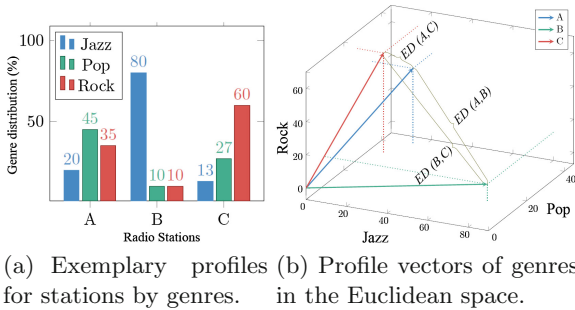 Genre distribution (%)
100
50
Jazz
Pop
Rock
20
45
35
80
10
10
13
27
60
A
B
C
Radio Stations
A
B
C
ED (A,C)
ED (A,B)
ED (B,C)
Rock
60
40
20
0
0
20
40
60
80
Jazz
0
20
40
Pop
(a) Exemplary profiles
for stations by genres.
(b) Profile vectors of genres
in the Euclidean space.